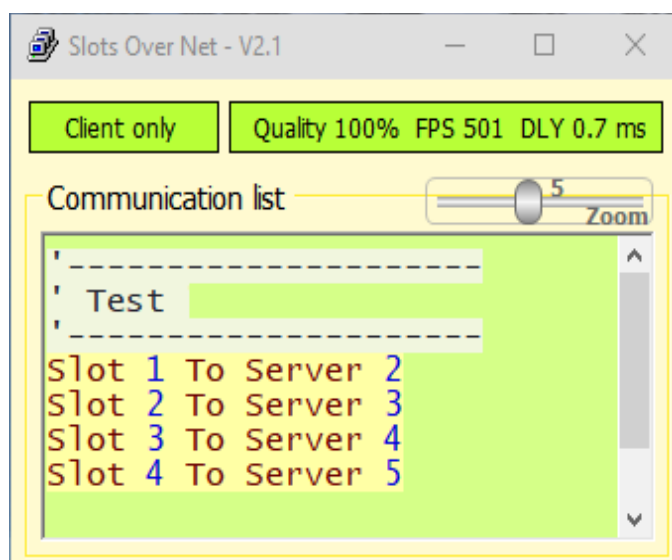 Slots Over Net - V2.1
Client only
Quality 100% FPS 501 DLY 0.7 ms
Communication list
5
Zoom
'---------------------
' Test
'---------------------
Slot 1 To Server 2
Slot 2 To Server 3
Slot 3 To Server 4
Slot 4 To Server 5